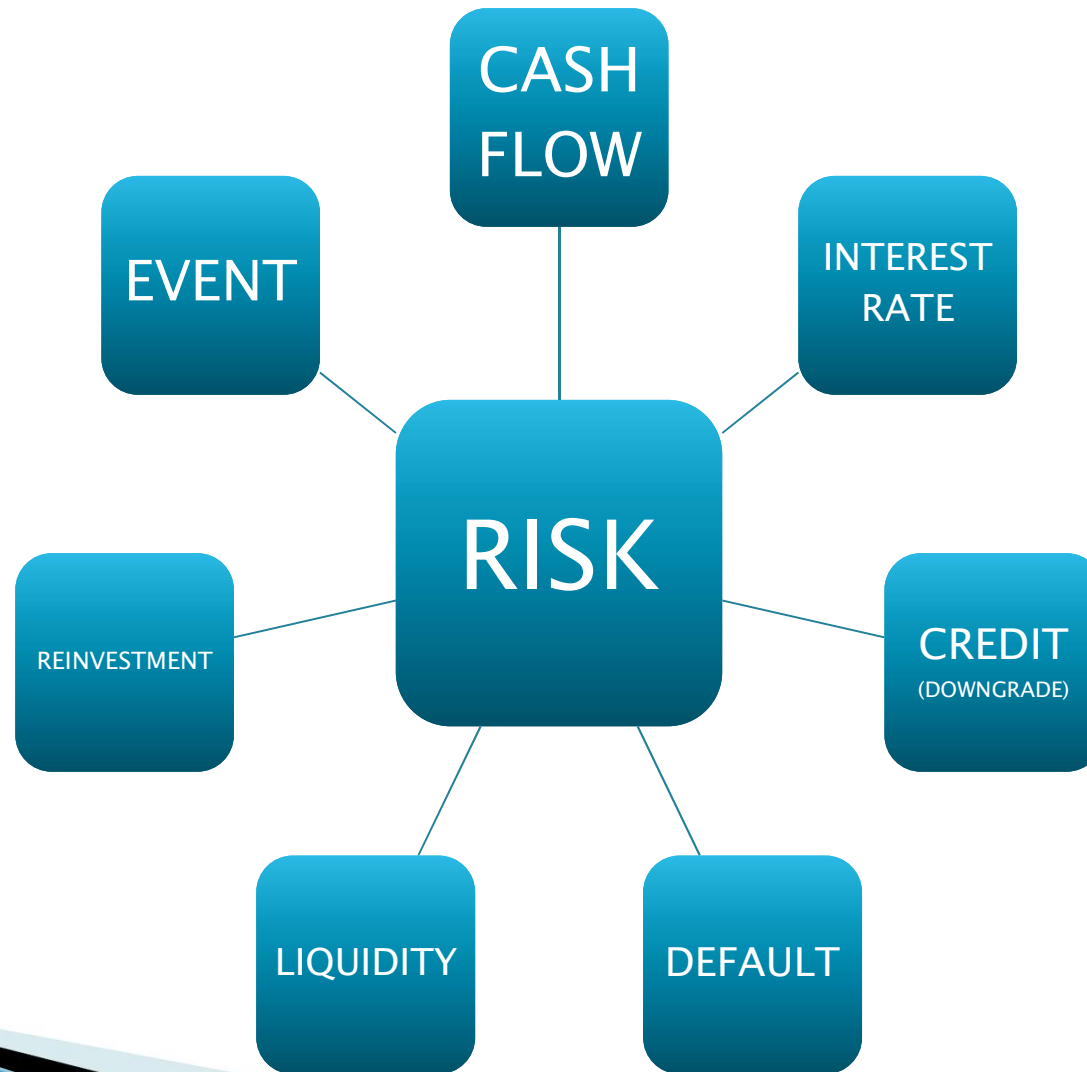 CASH
FLOW
EVENT
INTEREST
RATE
RISK
REINVESTMENT
CREDIT
(DOWNGRADE)
LIQUIDITY
DEFAULT